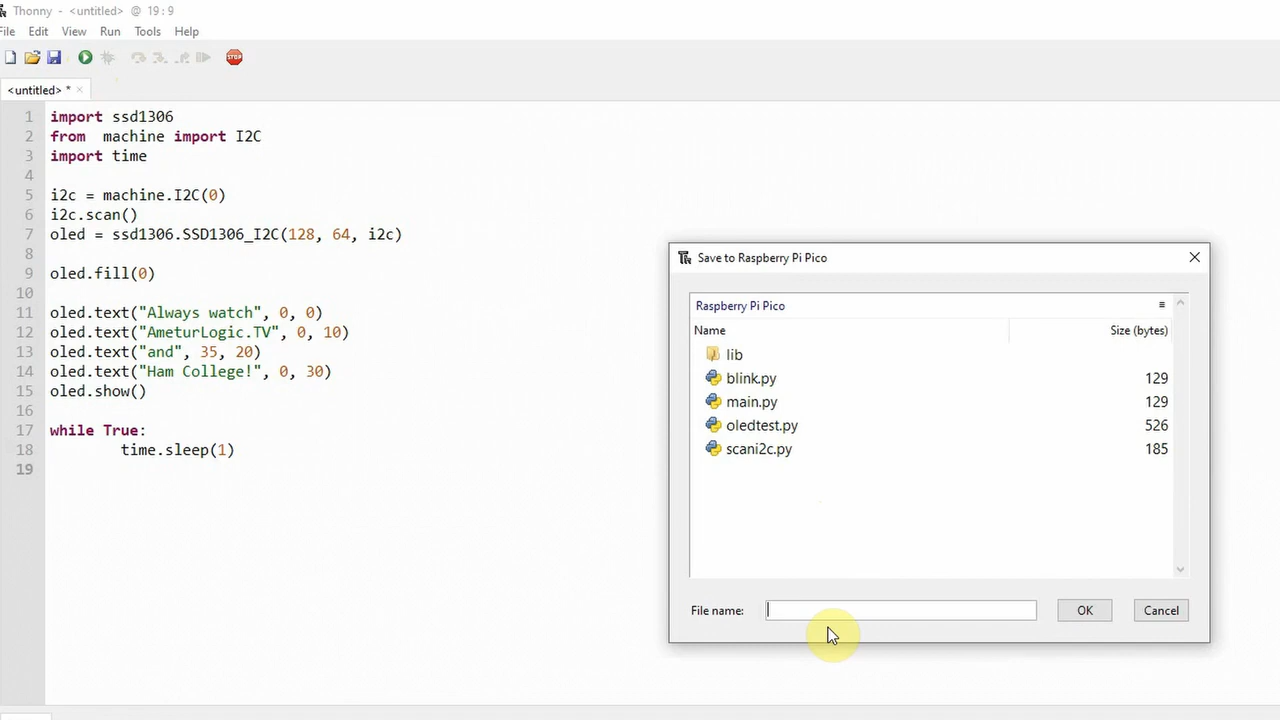 Thonny - <untitled> @ 19 : 9
File Edit View Run Tools Help
STOP
<untitled> * ×
1 import ssd1306
2 from  machine import I2C
3 import time
4
5 i2c = machine.I2C(0)
6 i2c.scan()
7 oled = ssd1306.SSD1306_I2C(128, 64, i2c)
8
9 oled.fill(0)
10
11 oled.text("Always watch", 0, 0)
12 oled.text("AmeturLogic.TV", 0, 10)
13 oled.text("and", 35, 20)
14 oled.text("Ham College!", 0, 30)
15 oled.show()
16
17 while True:
18         time.sleep(1)
19
Save to Raspberry Pi Pico
Raspberry Pi Pico
Name Size (bytes)
lib
blink.py 129
main.py 129
oledtest.py 526
scani2c.py 185
File name: OK Cancel